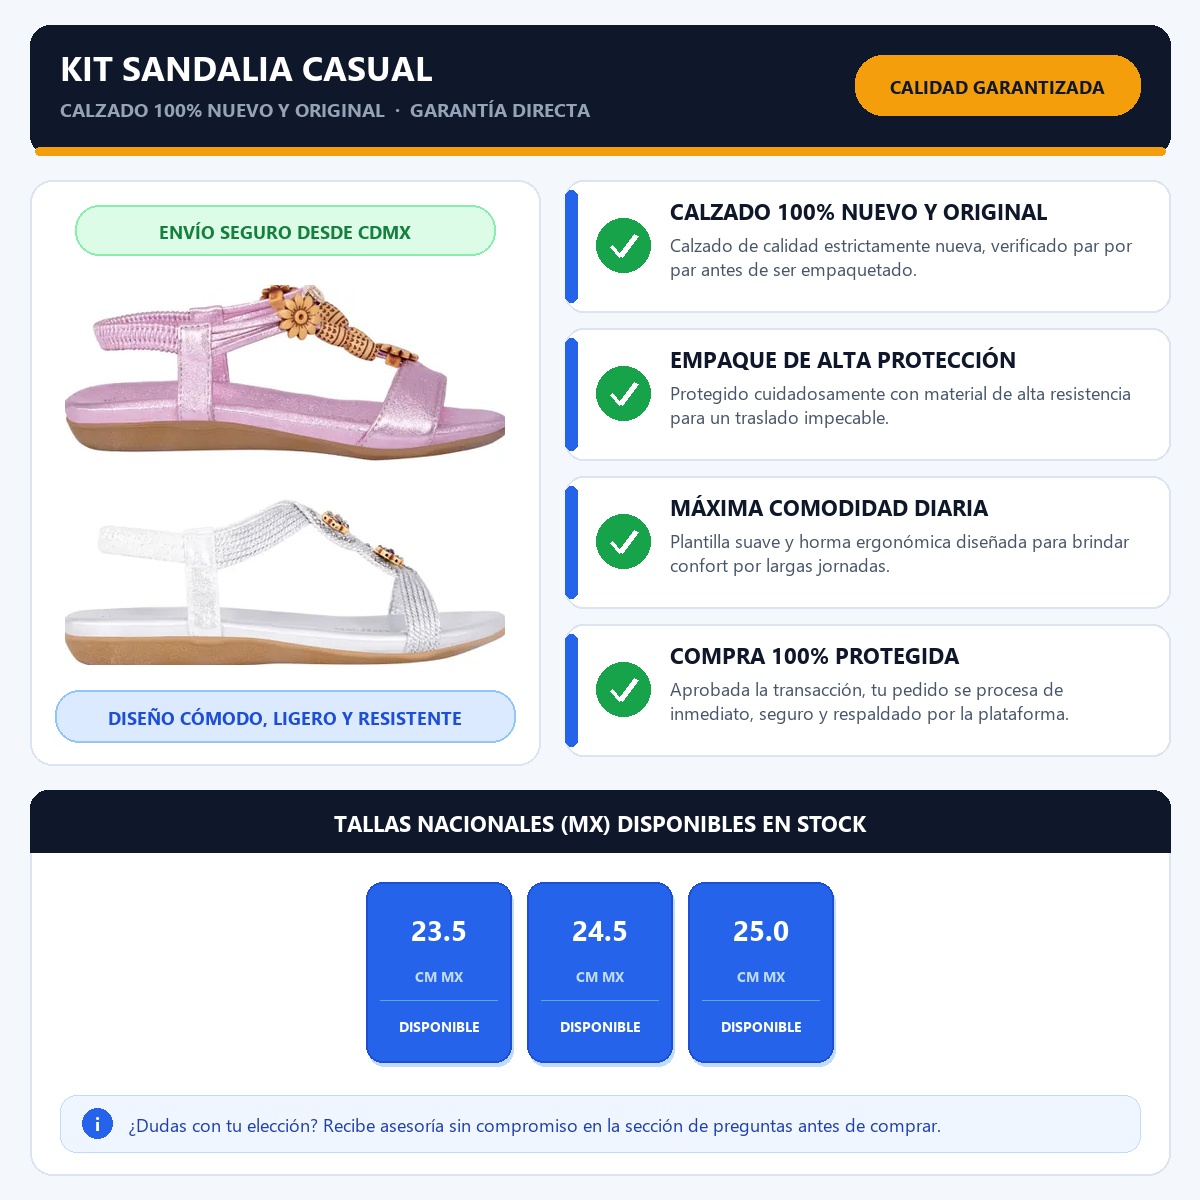 KIT SANDALIA CASUAL
CALZADO 100% NUEVO Y ORIGINAL · GARANTÍA DIRECTA
CALIDAD GARANTIZADA
ENVÍO SEGURO DESDE CDMX
DISEÑO CÓMODO, LIGERO Y RESISTENTE
CALZADO 100% NUEVO Y ORIGINAL
Calzado de calidad estrictamente nueva, verificado par por
par antes de ser empaquetado.
EMPAQUE DE ALTA PROTECCIÓN
Protegido cuidadosamente con material de alta resistencia
para un traslado impecable.
MÁXIMA COMODIDAD DIARIA
Plantilla suave y horma ergonómica diseñada para brindar
confort por largas jornadas.
COMPRA 100% PROTEGIDA
Aprobada la transacción, tu pedido se procesa de
inmediato, seguro y respaldado por la plataforma.
TALLAS NACIONALES (MX) DISPONIBLES EN STOCK
23.5
CM MX
DISPONIBLE
24.5
CM MX
DISPONIBLE
25.0
CM MX
DISPONIBLE
¿Dudas con tu elección? Recibe asesoría sin compromiso en la sección de preguntas antes de comprar.